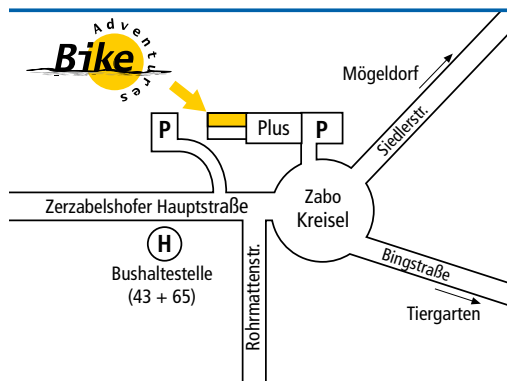 Adventures
Bike
Mögeldorf
Siedlerstr.
P
Plus
P
Zerzabelshofer Hauptstraße
Zabo
Kreisel
H
Bushaltestelle
(43 + 65)
Rohrmattenstr.
Bingstraße
Tiergarten